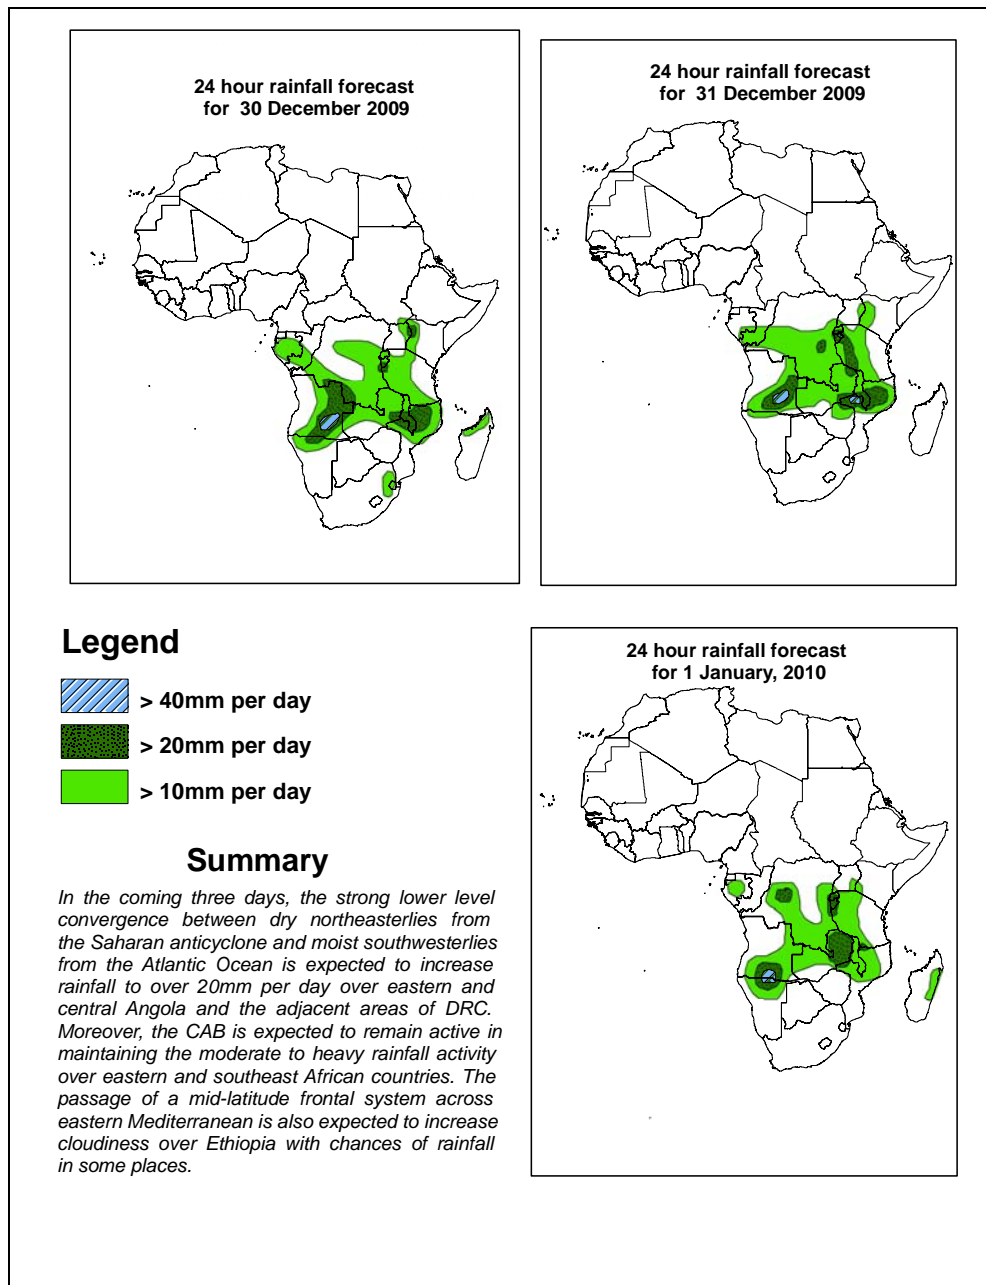 24 hour rainfall forecast
for  30 December 2009
24 hour rainfall forecast
for  31 December 2009
Legend
> 40mm per day
> 20mm per day
> 10mm per day
24 hour rainfall forecast
for 1 January, 2010
Summary
In the coming three days, the strong lower level
convergence between dry northeasterlies from
the Saharan anticyclone and moist southwesterlies
from the Atlantic Ocean is expected to increase
rainfall to over 20mm per day over eastern and
central Angola and the adjacent areas of DRC.
Moreover, the CAB is expected to remain active in
maintaining the moderate to heavy rainfall activity
over eastern and southeast African countries. The
passage of a mid-latitude frontal system across
eastern Mediterranean is also expected to increase
cloudiness over Ethiopia with chances of rainfall
in some places.